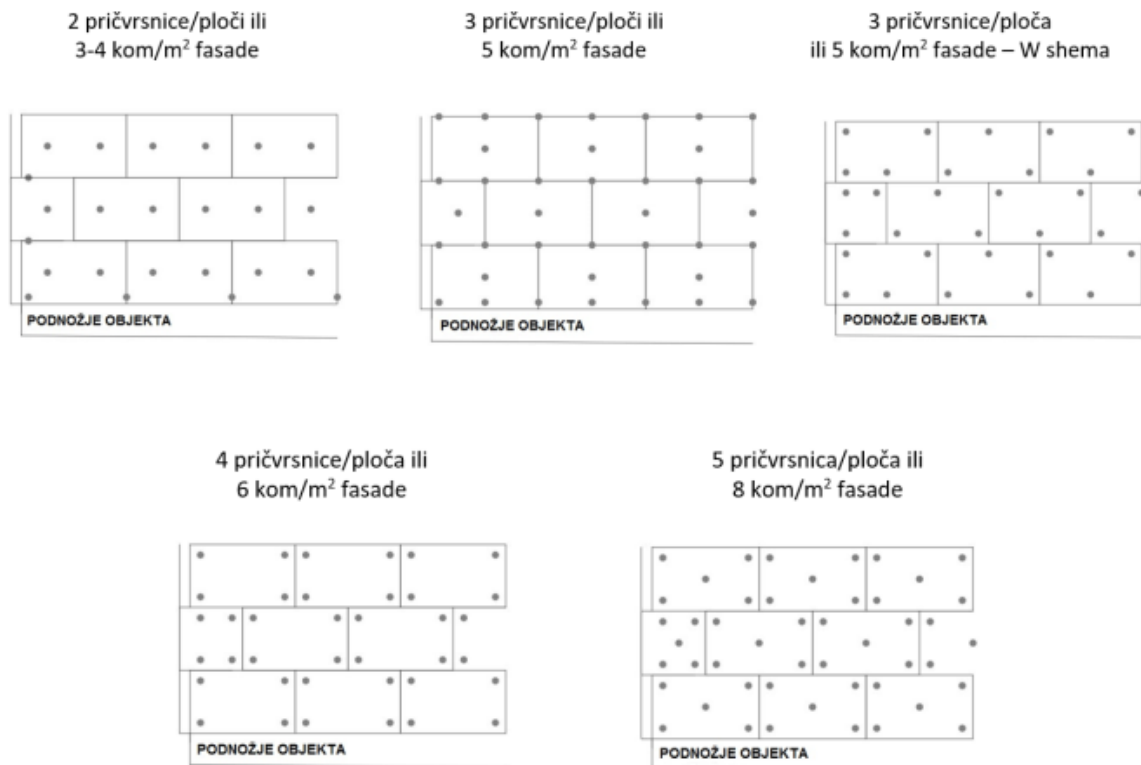 2 pričvrsnice/ploči ili
3-4 kom/m² fasade
3 pričvrsnice/ploči ili
5 kom/m² fasade
3 pričvrsnice/ploča
ili 5 kom/m² fasade – W shema
PODNOŽJE OBJEKTA
PODNOŽJE OBJEKTA
PODNOŽJE OBJEKTA
4 pričvrsnice/ploča ili
6 kom/m² fasade
5 pričvrsnica/ploča ili
8 kom/m² fasade
PODNOŽJE OBJEKTA
PODNOŽJE OBJEKTA